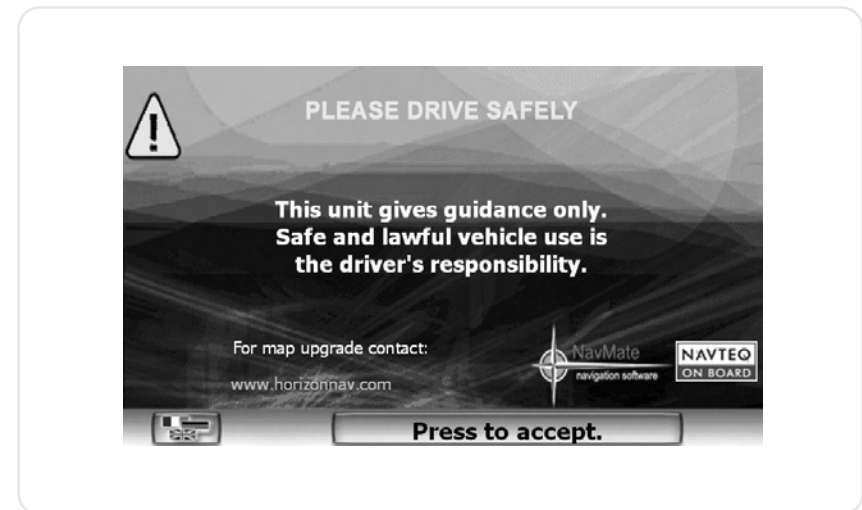 PLEASE DRIVE SAFELY
This unit gives guidance only.
Safe and lawful vehicle use is
the driver's responsibility.
For map upgrade contact:
www.horizonnav.com
NavMate
navigation software
NAVTEQ
ON BOARD
Press to accept.